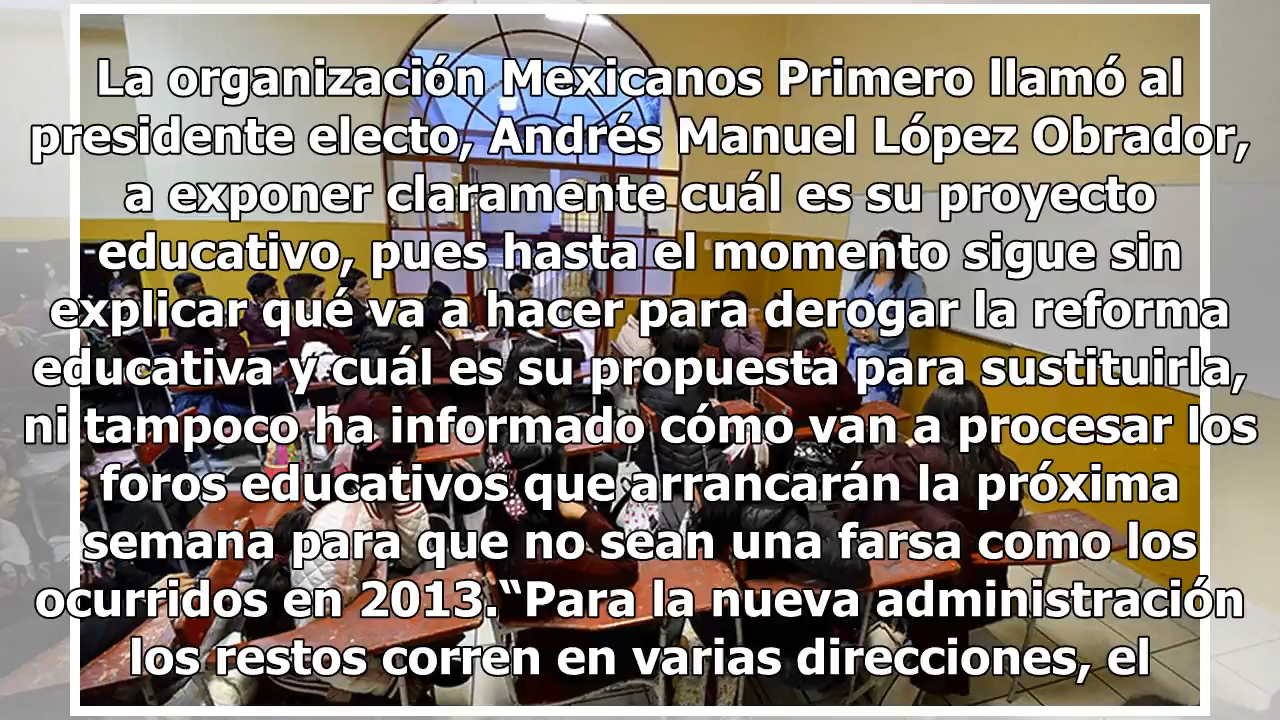 La organización Mexicanos Primero llamó al
presidente electo, Andrés Manuel López Obrador,
a exponer claramente cuál es su proyecto
educativo, pues hasta el momento sigue sin
explicar qué va a hacer para derogar la reforma
educativa y cuál es su propuesta para sustituirla,
ni tampoco ha informado cómo van a procesar los
foros educativos que arrancarán la próxima
semana para que no sean una farsa como los
ocurridos en 2013.“Para la nueva administración
los restos corren en varias direcciones, el